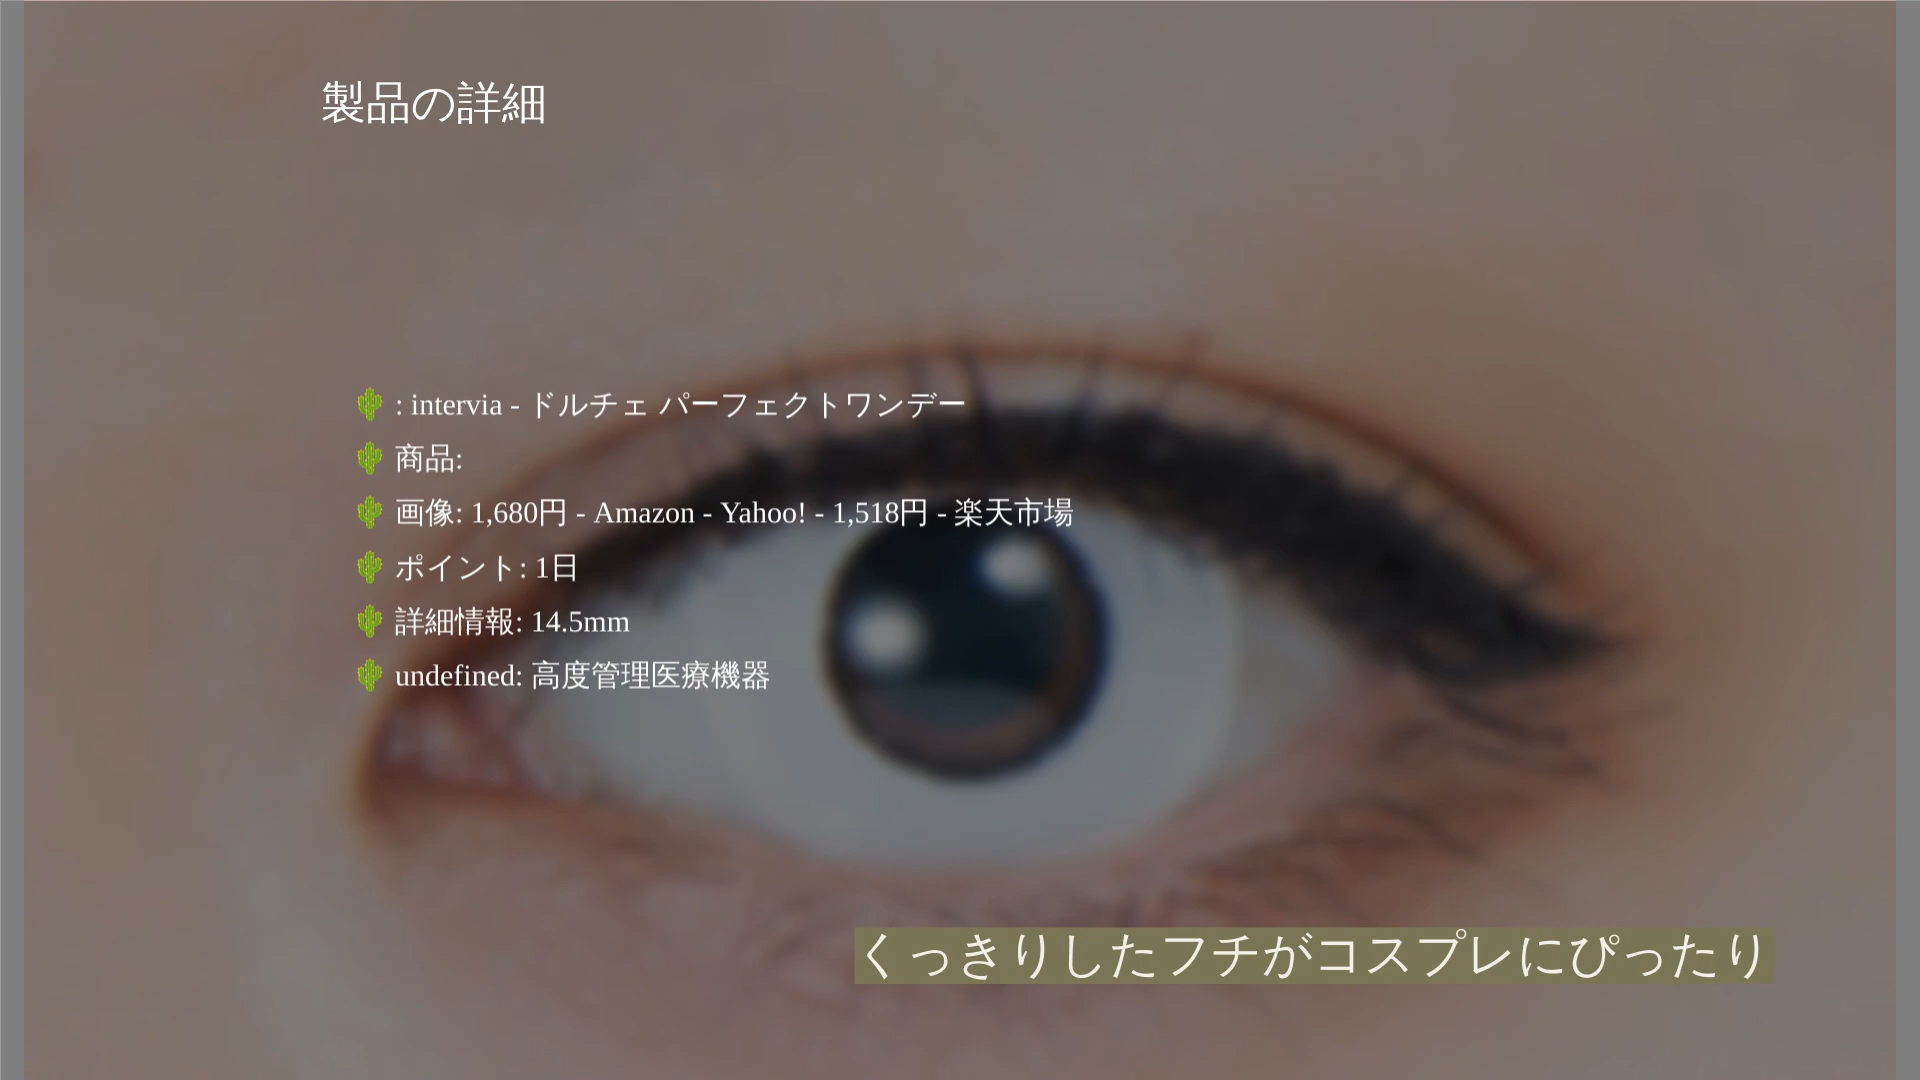 製品の詳細
: intervia - ドルチェ パーフェクトワンデー
商品:
画像: 1,680円 - Amazon - Yahoo! - 1,518円 - 楽天市場
ポイント: 1日
詳細情報: 14.5mm
undefined: 高度管理医療機器
くっきりしたフチがコスプレにぴったり